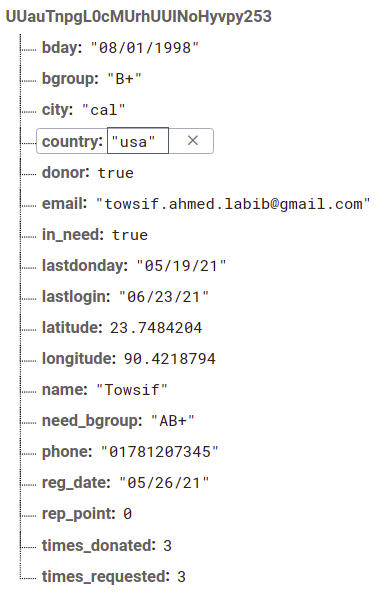 UUauTnpgL0cMUrhUUINoHyvpy253
bday: "08/01/1998"
bgroup: "B+"
city: "cal"
country: "usa" ×
donor: true
email: "towsif.ahmed.labib@gmail.com"
in_need: true
lastdonday: "05/19/21"
lastlogin: "06/23/21"
latitude: 23.7484204
longitude: 90.4218794
name: "Towsif"
need_bgroup: "AB+"
phone: "01781207345"
reg_date: "05/26/21"
rep_point: 0
times_donated: 3
times_requested: 3